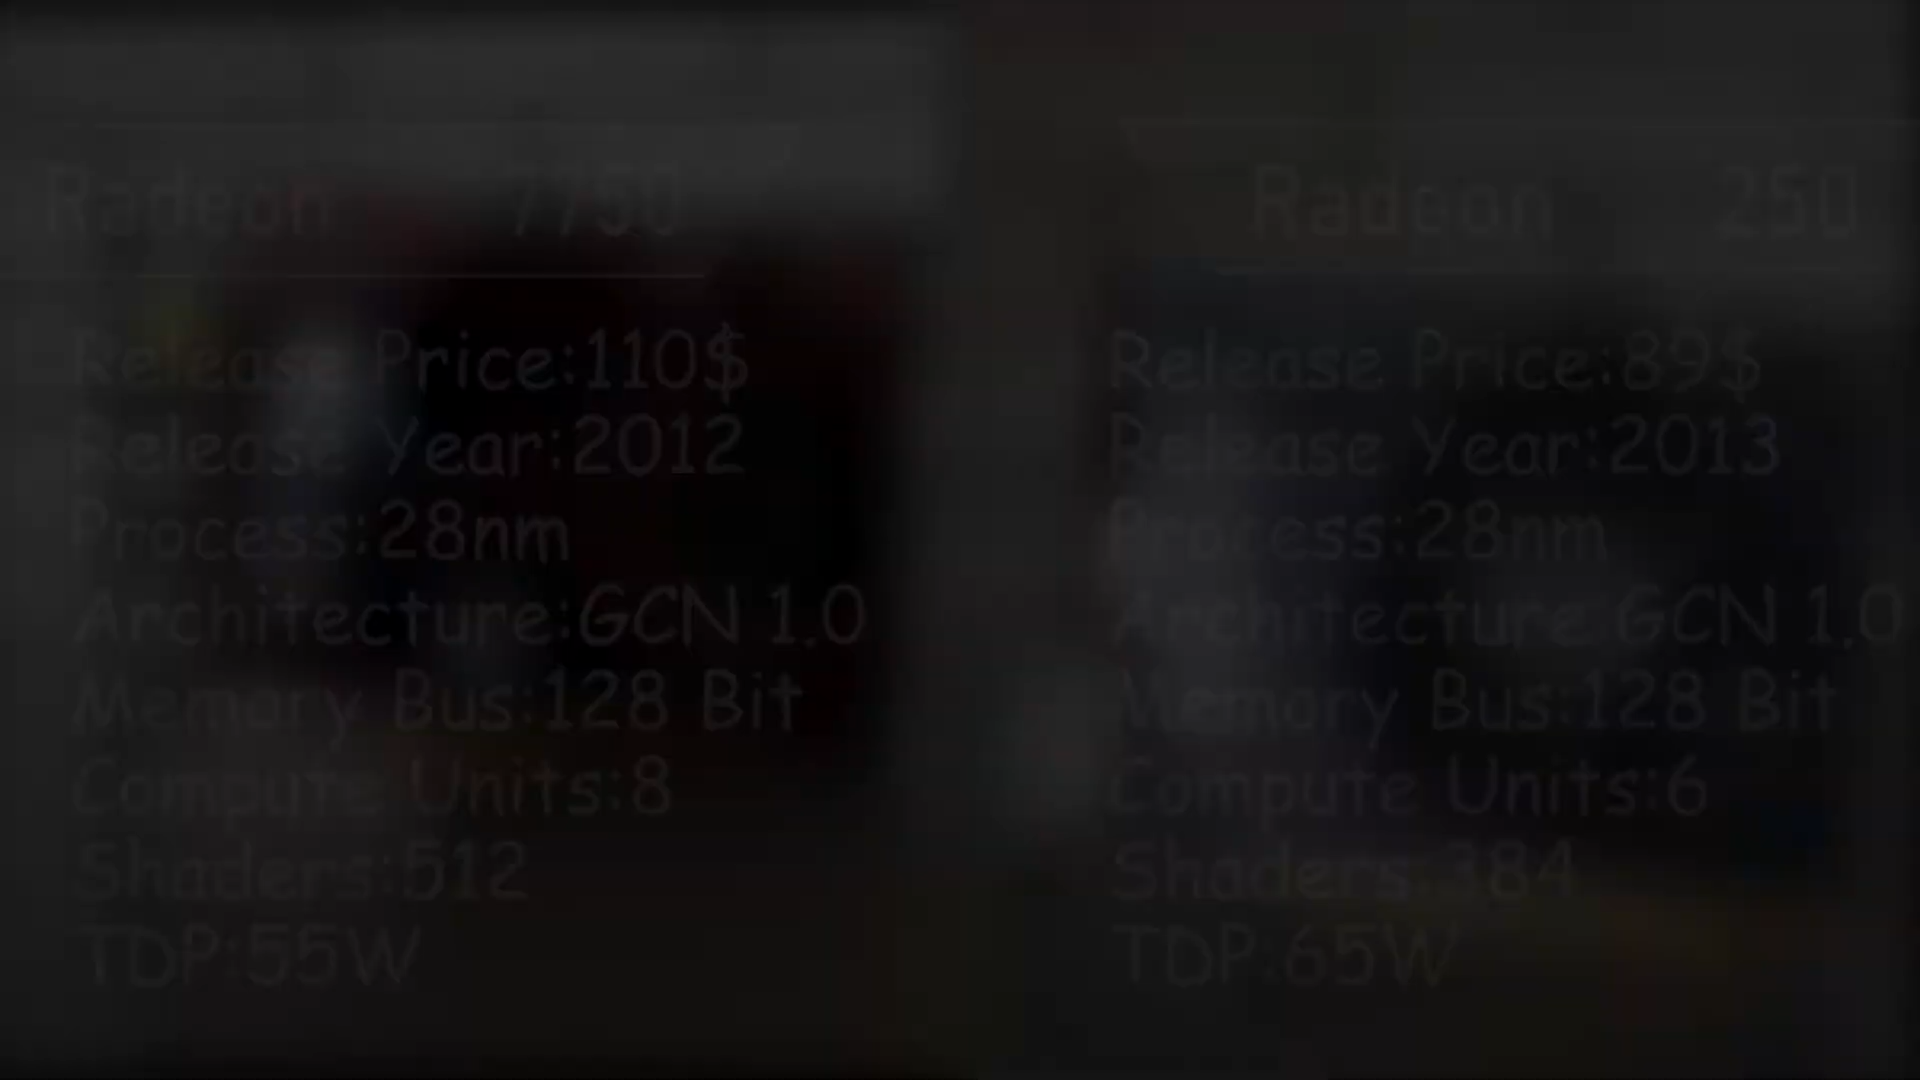 Radeon 7750
Release Price:110$
Release Year:2012
Process:28nm
Architecture:GCN 1.0
Memory Bus:128 Bit
Compute Units:8
Shaders:512
TDP:55W
Radeon 250
Release Price:89$
Release Year:2013
Process:28nm
Architecture:GCN 1.0
Memory Bus:128 Bit
Compute Units:6
Shaders:384
TDP:65W